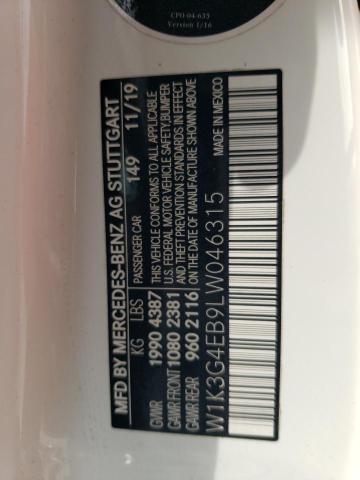 CPO 04-635
Version 1/16
MFD BY MERCEDES-BENZ AG STUTTGART
KG LBS PASSENGER CAR 149 11/19
GVWR 1990 4387 THIS VEHICLE CONFORMS TO ALL APPLICABLE
U.S. FEDERAL MOTOR VEHICLE SAFETY, BUMPER
GAWR FRONT 1080 2381 AND THEFT PREVENTION STANDARDS IN EFFECT
GAWR REAR 960 2116 ON THE DATE OF MANUFACTURE SHOWN ABOVE
MADE IN MEXICO
W1K3G4EB9LW046315